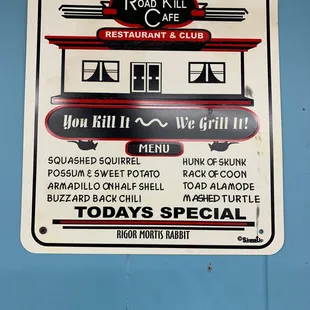 ROAD KILL
CAFE
RESTAURANT & CLUB
You Kill It We Grill It!
MENU
SQUASHED SQUIRREL
POSSUM & SWEET POTATO
ARMADILLO ON HALF SHELL
BUZZARD BACK CHILI
HUNK OF SKUNK
RACK OF COON
TOAD ALAMODE
MASHED TURTLE
TODAYS SPECIAL
RIGOR MORTIS RABBIT